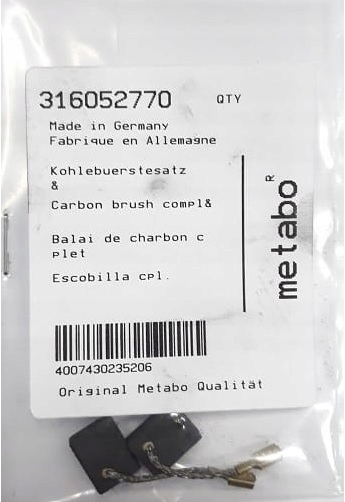 316052770 QTY
Made in Germany
Fabrique en Allemagne
Kohlebuerstesatz
&
Carbon brush compl&
Balai de charbon c
plet
Escobilla cpl.
metabo R
4007430235206
Original Metabo Qualität